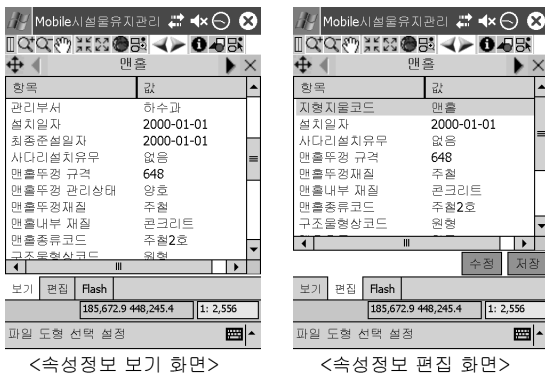 Mobile시설물유지관리
맨홀
항목 값
관리부서 하수과
설치일자 2000-01-01
최종준설일자 2000-01-01
사다리설치유무 없음
맨홀뚜껑 규격 648
맨홀뚜껑 관리상태 양호
맨홀뚜껑재질 주철
맨홀내부 재질 콘크리트
맨홀종류코드 주철2호
구조물형상코드 원형
보기 편집 Flash
185,672.9 448,245.4 1: 2,556
파일 도형 선택 설정
<속성정보 보기 화면>
Mobile시설물유지관리
맨홀
항목 값
지형지물코드 맨홀
설치일자 2000-01-01
사다리설치유무 없음
맨홀뚜껑 규격 648
맨홀뚜껑재질 주철
맨홀내부 재질 콘크리트
맨홀종류코드 주철2호
구조물형상코드 원형
수정 저장
보기 편집 Flash
185,672.9 448,245.4 1: 2,556
파일 도형 선택 설정
<속성정보 편집 화면>